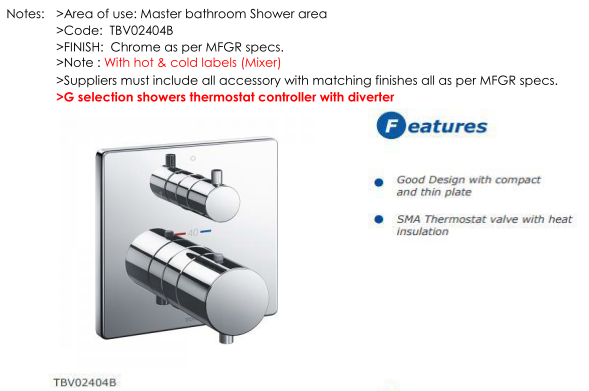 Notes: >Area of use: Master bathroom Shower area
>Code: TBV02404B
>FINISH: Chrome as per MFGR specs.
>Note : With hot & cold labels (Mixer)
>Suppliers must include all accessory with matching finishes all as per MFGR specs.
>G selection showers thermostat controller with diverter
Features
Good Design with compact
and thin plate
SMA Thermostat valve with heat
insulation
40
TBV02404B